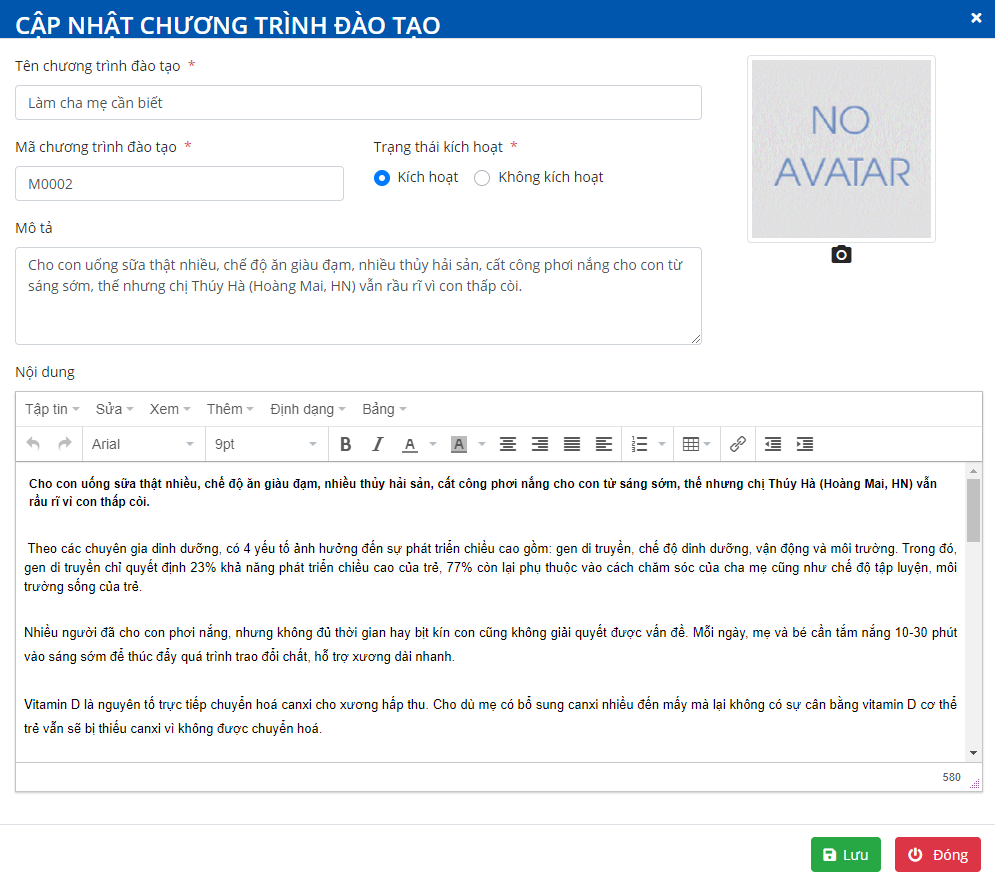 CẬP NHẬT CHƯƠNG TRÌNH ĐÀO TẠO
Tên chương trình đào tạo *
Làm cha mẹ cần biết
NO
AVATAR
Mã chương trình đào tạo *
Trạng thái kích hoạt *
M0002
Kích hoạt
Không kích hoạt
Mô tả
Cho con uống sữa thật nhiều, chế độ ăn giàu đạm, nhiều thủy hải sản, cất công phơi nắng cho con từ
sáng sớm, thế nhưng chị Thúy Hà (Hoàng Mai, HN) vẫn rầu rĩ vì con thấp còi.
Nội dung
Tập tin Sửa Xem Thêm Định dạng Bảng
Arial 9pt B I A A
Cho con uống sữa thật nhiều, chế độ ăn giàu đạm, nhiều thủy hải sản, cất công phơi nắng cho con từ sáng sớm, thế nhưng chị Thúy Hà (Hoàng Mai, HN) vẫn
rầu rĩ vì con thấp còi.
Theo các chuyên gia dinh dưỡng, có 4 yếu tố ảnh hưởng đến sự phát triển chiều cao gồm: gen di truyền, chế độ dinh dưỡng, vận động và môi trường. Trong đó,
gen di truyền chỉ quyết định 23% khả năng phát triển chiều cao của trẻ, 77% còn lại phụ thuộc vào cách chăm sóc của cha mẹ cũng như chế độ tập luyện, môi
trường sống của trẻ.
Nhiều người đã cho con phơi nắng, nhưng không đủ thời gian hay bịt kín con cũng không giải quyết được vấn đề. Mỗi ngày, mẹ và bé cần tắm nắng 10-30 phút
vào sáng sớm để thúc đẩy quá trình trao đổi chất, hỗ trợ xương dài nhanh.
Vitamin D là nguyên tố trực tiếp chuyển hoá canxi cho xương hấp thu. Cho dù mẹ có bổ sung canxi nhiều đến mấy mà lại không có sự cân bằng vitamin D cơ thể
trẻ vẫn sẽ bị thiếu canxi vì không được chuyển hoá.
580
Lưu
Đóng